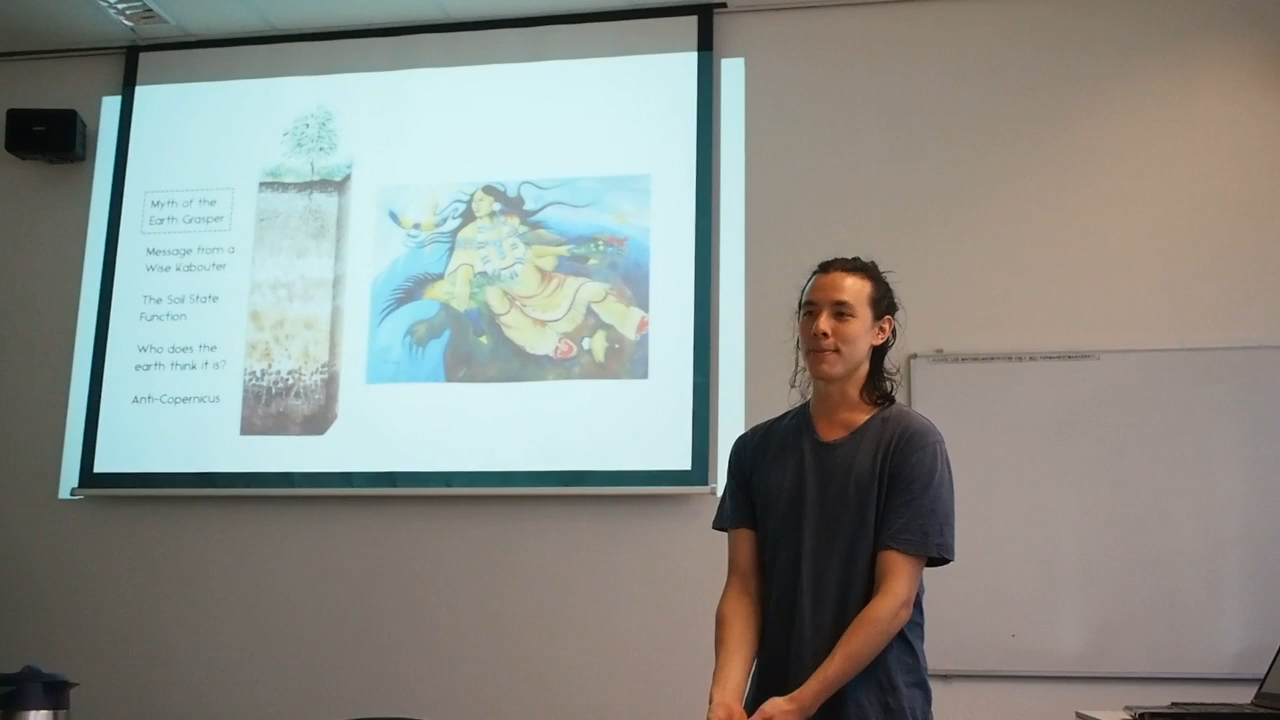 Myth of the
Earth Grasper
Message from a
Wise Kabouter
The Soil State
Function
Who does the
earth think it is?
Anti-Copernicus